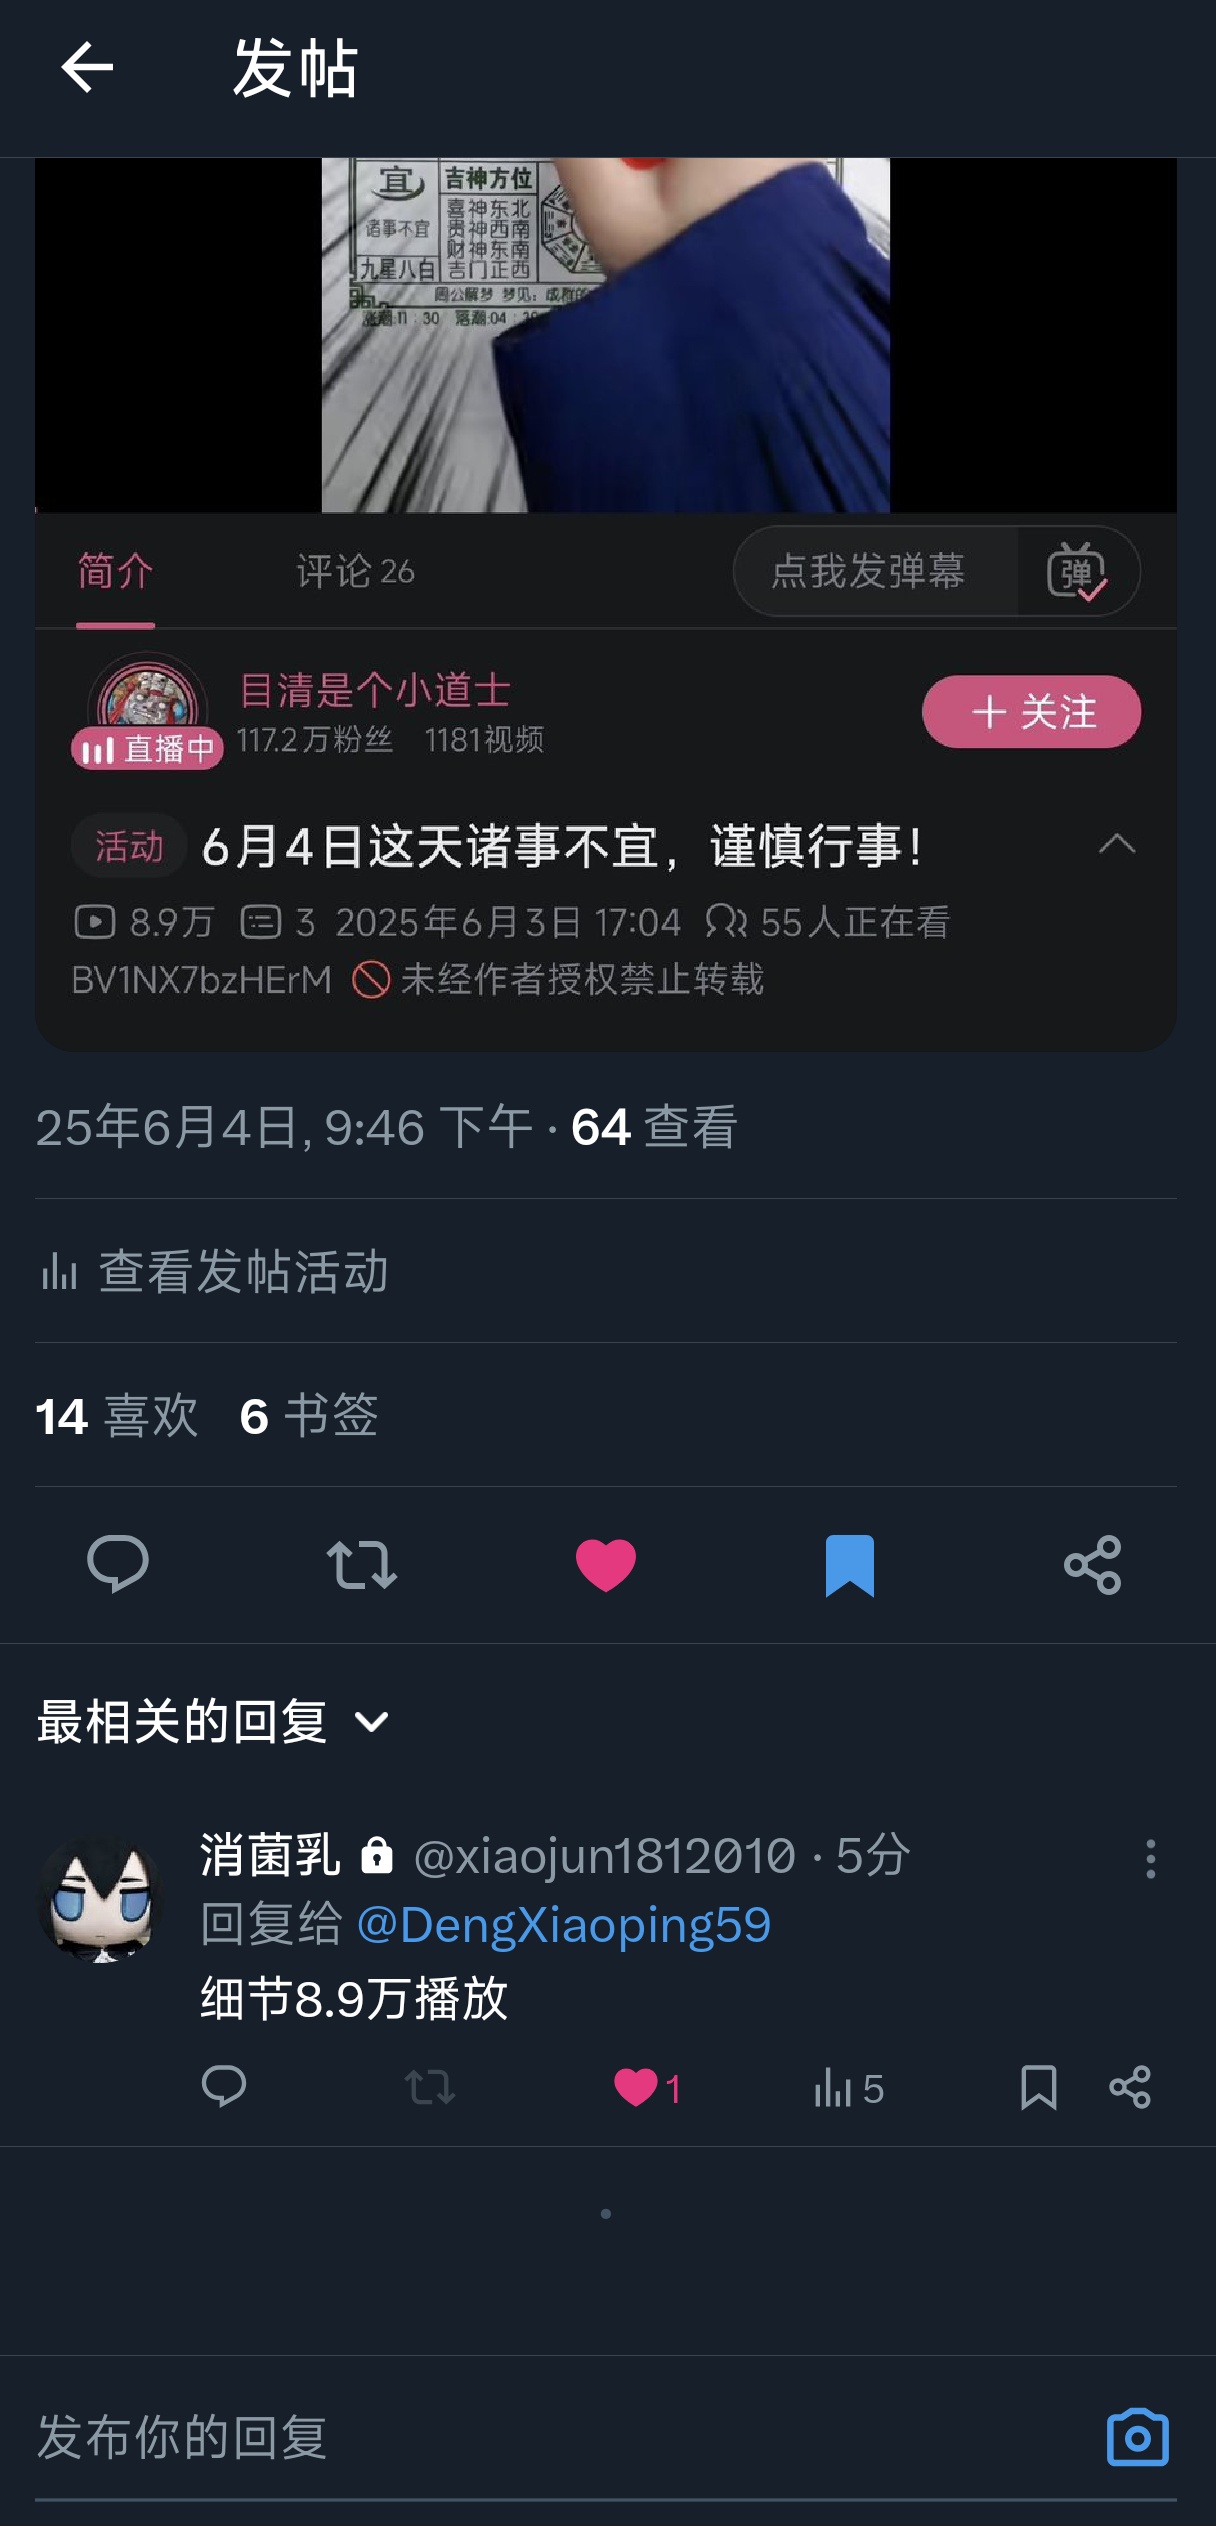 发帖
宜
吉神方位
喜神东北
诸事不宜
贵神西南
财神东南
九星八白
吉门正西
周公解梦 梦见：成群的
涨潮:11：30 落潮:04：
简介
评论 26
点我发弹幕
弹
目清是个小道士
117.2万粉丝 1181视频
直播中
＋关注
活动 6月4日这天诸事不宜，谨慎行事！
8.9万 3 2025年6月3日 17:04 55人正在看
BV1NX7bzHErM 未经作者授权禁止转载
25年6月4日, 9:46 下午 · 64 查看
查看发帖活动
14 喜欢 6 书签
最相关的回复
消菌乳 @xiaojun1812010 · 5分
回复给 @DengXiaoping59
细节8.9万播放
1 5
发布你的回复